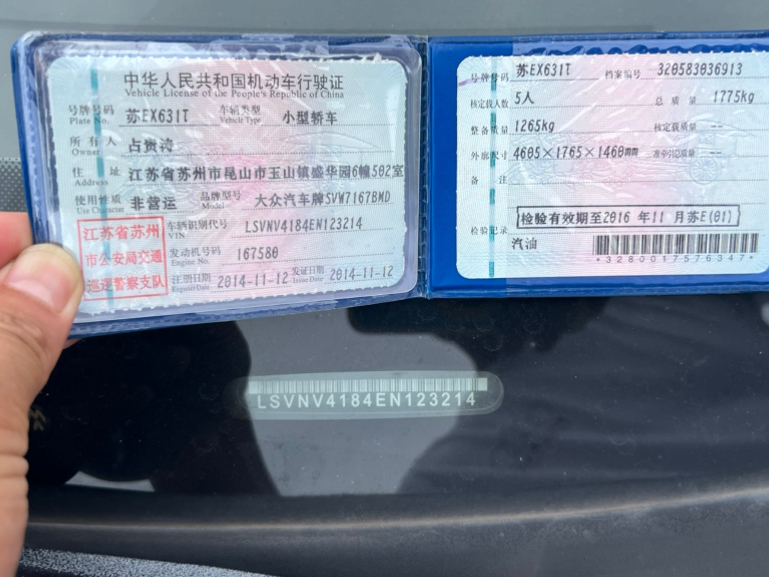 中华人民共和国机动车行驶证
Vehicle License of the People's Republic of China
号牌号码 苏EX631T 车辆类型 小型轿车
Plate No. Vehicle Type
所有人
Owner
住址 江苏省苏州市昆山市玉山镇盛华园6幢502室
Address
使用性质 非营运 品牌型号 大众汽车牌SVW7167BMD
Use Character Model
江苏省苏州
市公安局交通
巡逻警察支队
车辆识别代号 LSVNV4184EN123214
VIN
发动机号码 167580
Engine No.
注册日期 2014-11-12 发证日期 2014-11-12
Register Date Issue Date
号牌号码 苏EX631T 档案编号 320583036913
核定载人数 5人 总质量 1775kg
整备质量 1265kg 核定载质量 --
外廓尺寸 4605×1765×1460mm 准牵引总质量 --
备注
检验有效期至2016年11月苏E(01)
检验记录
汽油
*3280017576347*
LSVNV4184EN123214